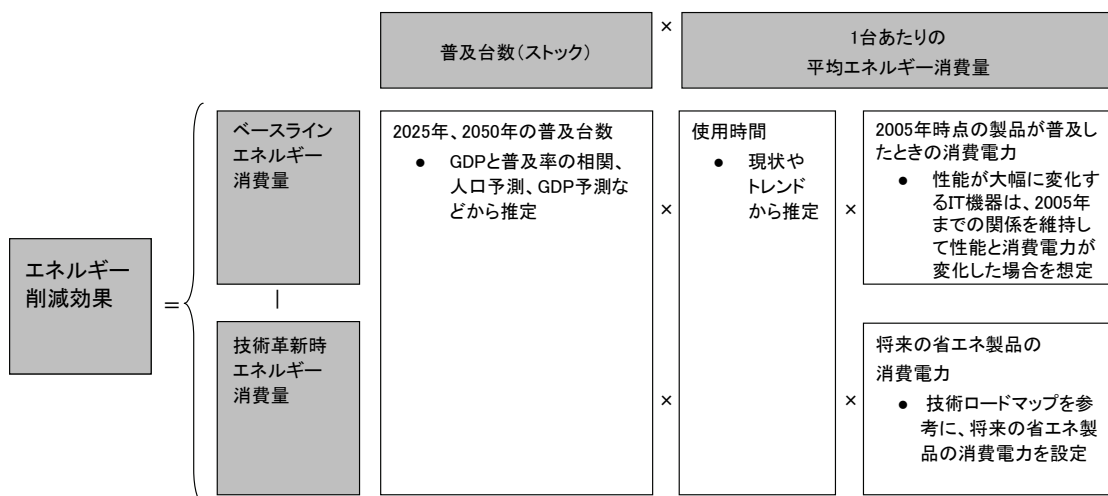 普及台数(ストック)
×
1台あたりの
平均エネルギー消費量
エネルギー
削減効果
=
ベースライン
エネルギー
消費量
|
技術革新時
エネルギー
消費量
2025年、2050年の普及台数
● GDPと普及率の相関、
人口予測、GDP予測な
どから推定
×
×
使用時間
● 現状や
トレンド
から推定
×
×
2005年時点の製品が普及し
たときの消費電力
● 性能が大幅に変化す
るIT機器は、2005年
までの関係を維持し
て性能と消費電力が
変化した場合を想定
将来の省エネ製品の
消費電力
● 技術ロードマップを参
考に、将来の省エネ製
品の消費電力を設定